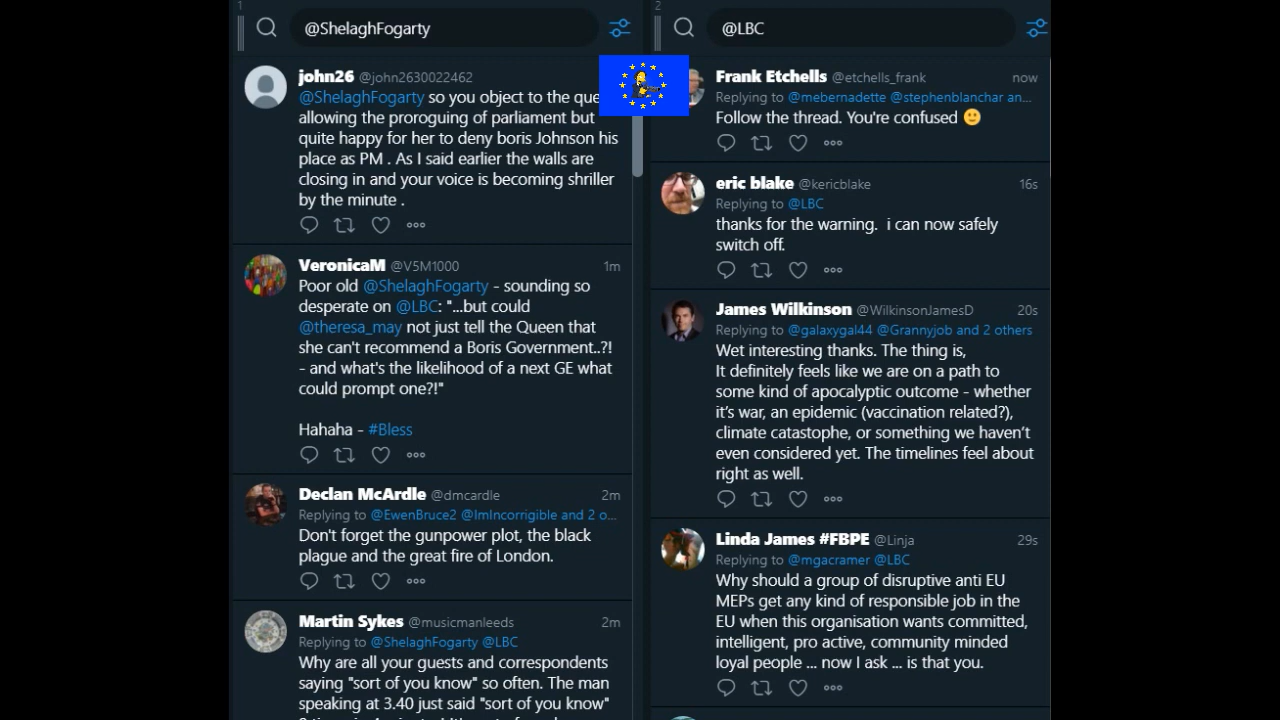 1
@ShelaghFogarty
john26 @john2630022462
@ShelaghFogarty so you object to the que
allowing the proroguing of parliament but
quite happy for her to deny boris Johnson his
place as PM . As I said earlier the walls are
closing in and your voice is becoming shriller
by the minute .
VeronicaM @V5M1000 1m
Poor old @ShelaghFogarty - sounding so
desperate on @LBC: "...but could
@theresa_may not just tell the Queen that
she can't recommend a Boris Government..?!
- and what's the likelihood of a next GE what
could prompt one?!"
Hahaha - #Bless
Declan McArdle @dmcardle 2m
Replying to @EwenBruce2 @ImIncorrigible and 2 o...
Don't forget the gunpower plot, the black
plague and the great fire of London.
Martin Sykes @musicmanleeds 2m
Replying to @ShelaghFogarty @LBC
Why are all your guests and correspondents
saying "sort of you know" so often. The man
speaking at 3.40 just said "sort of you know"
2
@LBC
Frank Etchells @etchells_frank now
Replying to @mebernadette @stephenblanchar an...
Follow the thread. You're confused 🙂
eric blake @kericblake 16s
Replying to @LBC
thanks for the warning. i can now safely
switch off.
James Wilkinson @WilkinsonJamesD 20s
Replying to @galaxygal44 @Grannyjob and 2 others
Wet interesting thanks. The thing is,
It definitely feels like we are on a path to
some kind of apocalyptic outcome - whether
it's war, an epidemic (vaccination related?),
climate catastophe, or something we haven't
even considered yet. The timelines feel about
right as well.
Linda James #FBPE @Linja 29s
Replying to @mgacramer @LBC
Why should a group of disruptive anti EU
MEPs get any kind of responsible job in the
EU when this organisation wants committed,
intelligent, pro active, community minded
loyal people ... now I ask ... is that you.